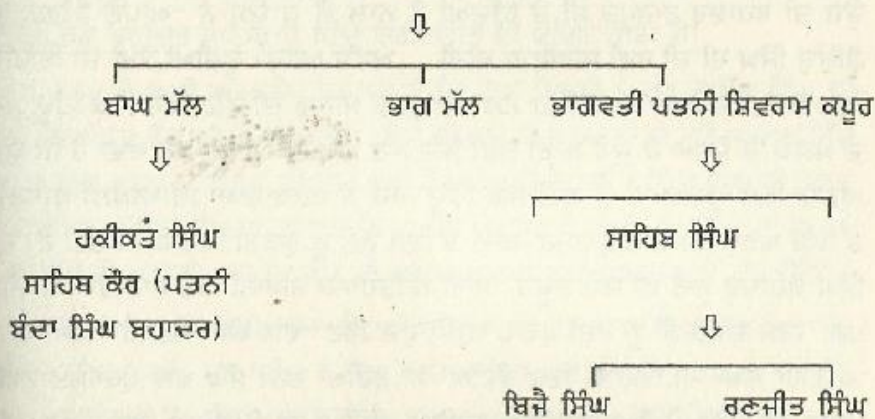 ਬਾਘ ਮੱਲ ਭਾਗ ਮੱਲ ਭਾਗਵਤੀ ਪਤਨੀ ਸ਼ਿਵਰਾਮ ਕਪੂਰ
ਹਕੀਕਤ ਸਿੰਘ ਸਾਹਿਬ ਸਿੰਘ
ਸਾਹਿਬ ਕੌਰ (ਪਤਨੀ
ਬੰਦਾ ਸਿੰਘ ਬਹਾਦਰ)
ਬਿਜੈ ਸਿੰਘ ਰਣਜੀਤ ਸਿੰਘ